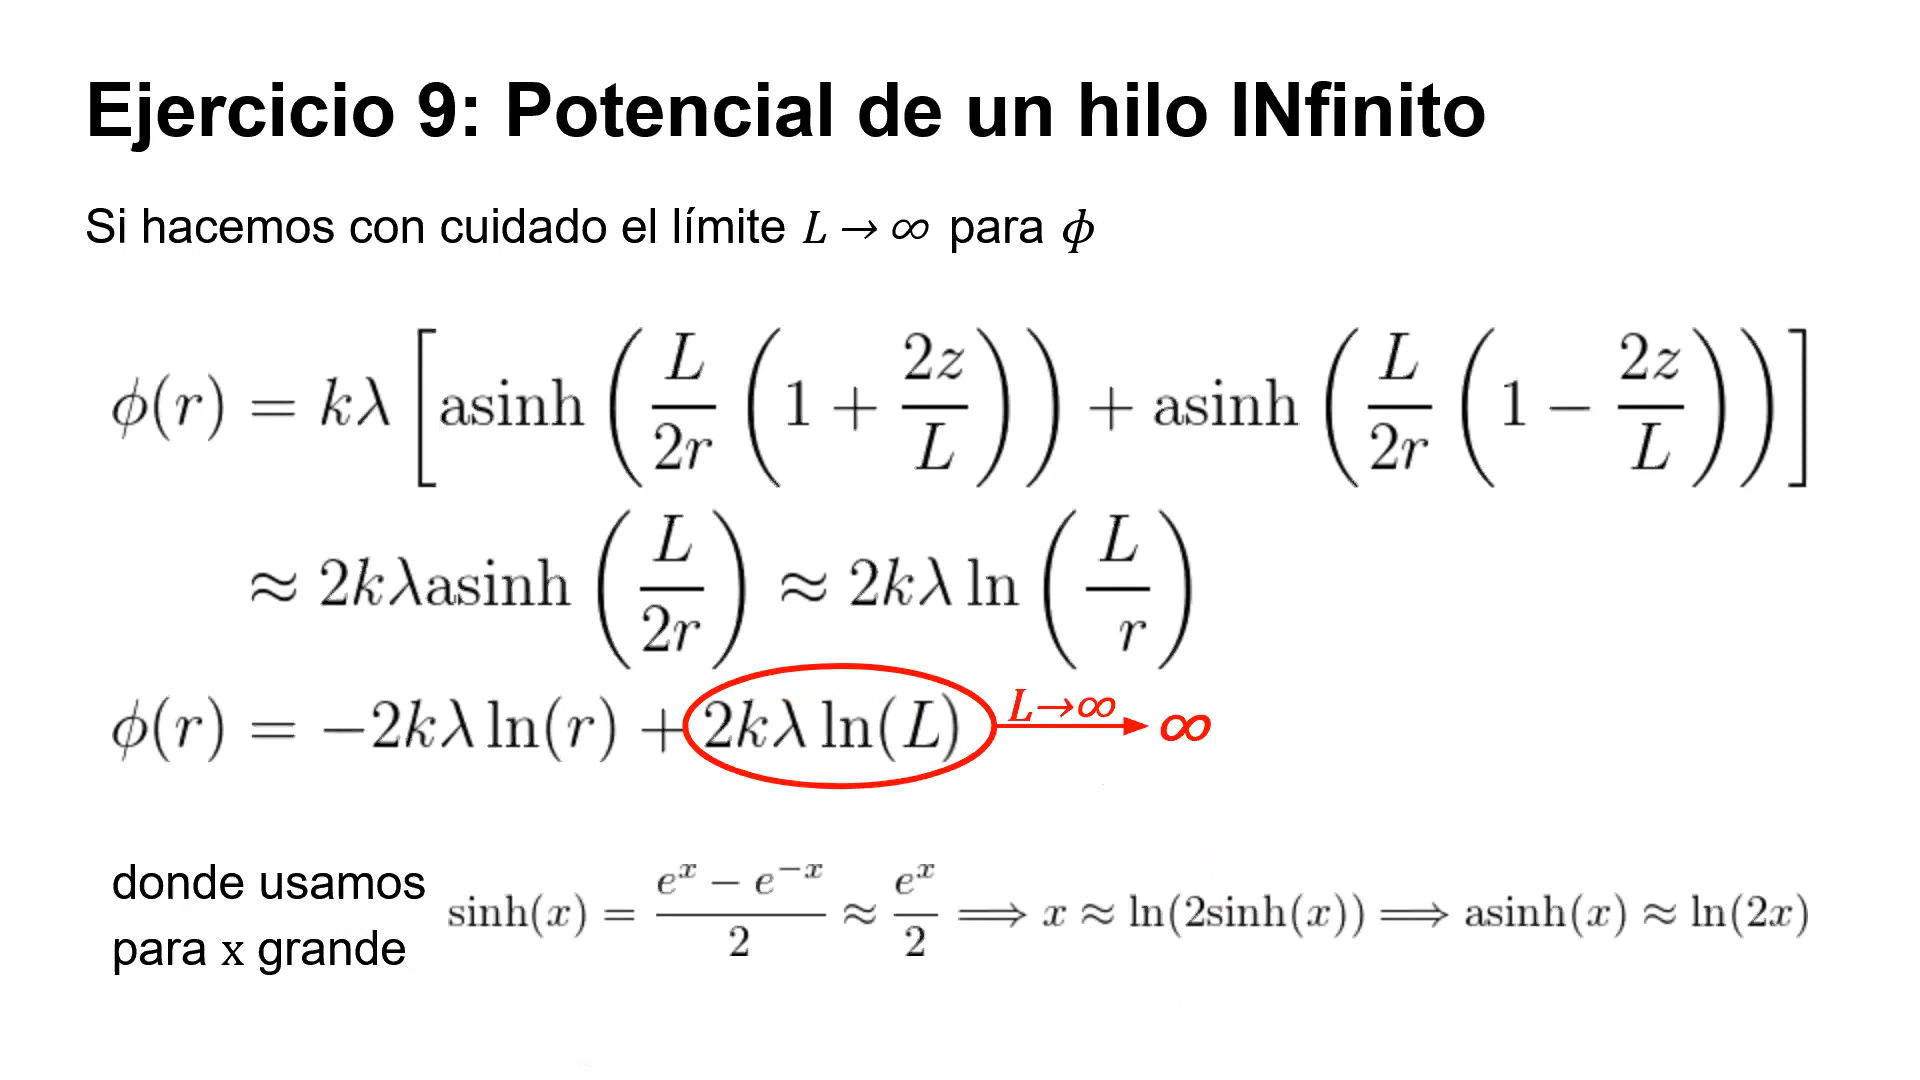 Ejercicio 9: Potencial de un hilo INfinito
Si hacemos con cuidado el límite L → ∞ para ϕ
ϕ(r) = kλ [asinh (L/2r (1 + 2z/L)) + asinh (L/2r (1 − 2z/L))]
≈ 2kλasinh (L/2r) ≈ 2kλ ln (L/r)
ϕ(r) = −2kλ ln(r) + 2kλ ln(L) L→∞ ∞
donde usamos
para x grande
sinh(x) = (e^x − e^−x)/2 ≈ e^x/2 ⟹ x ≈ ln(2sinh(x)) ⟹ asinh(x) ≈ ln(2x)